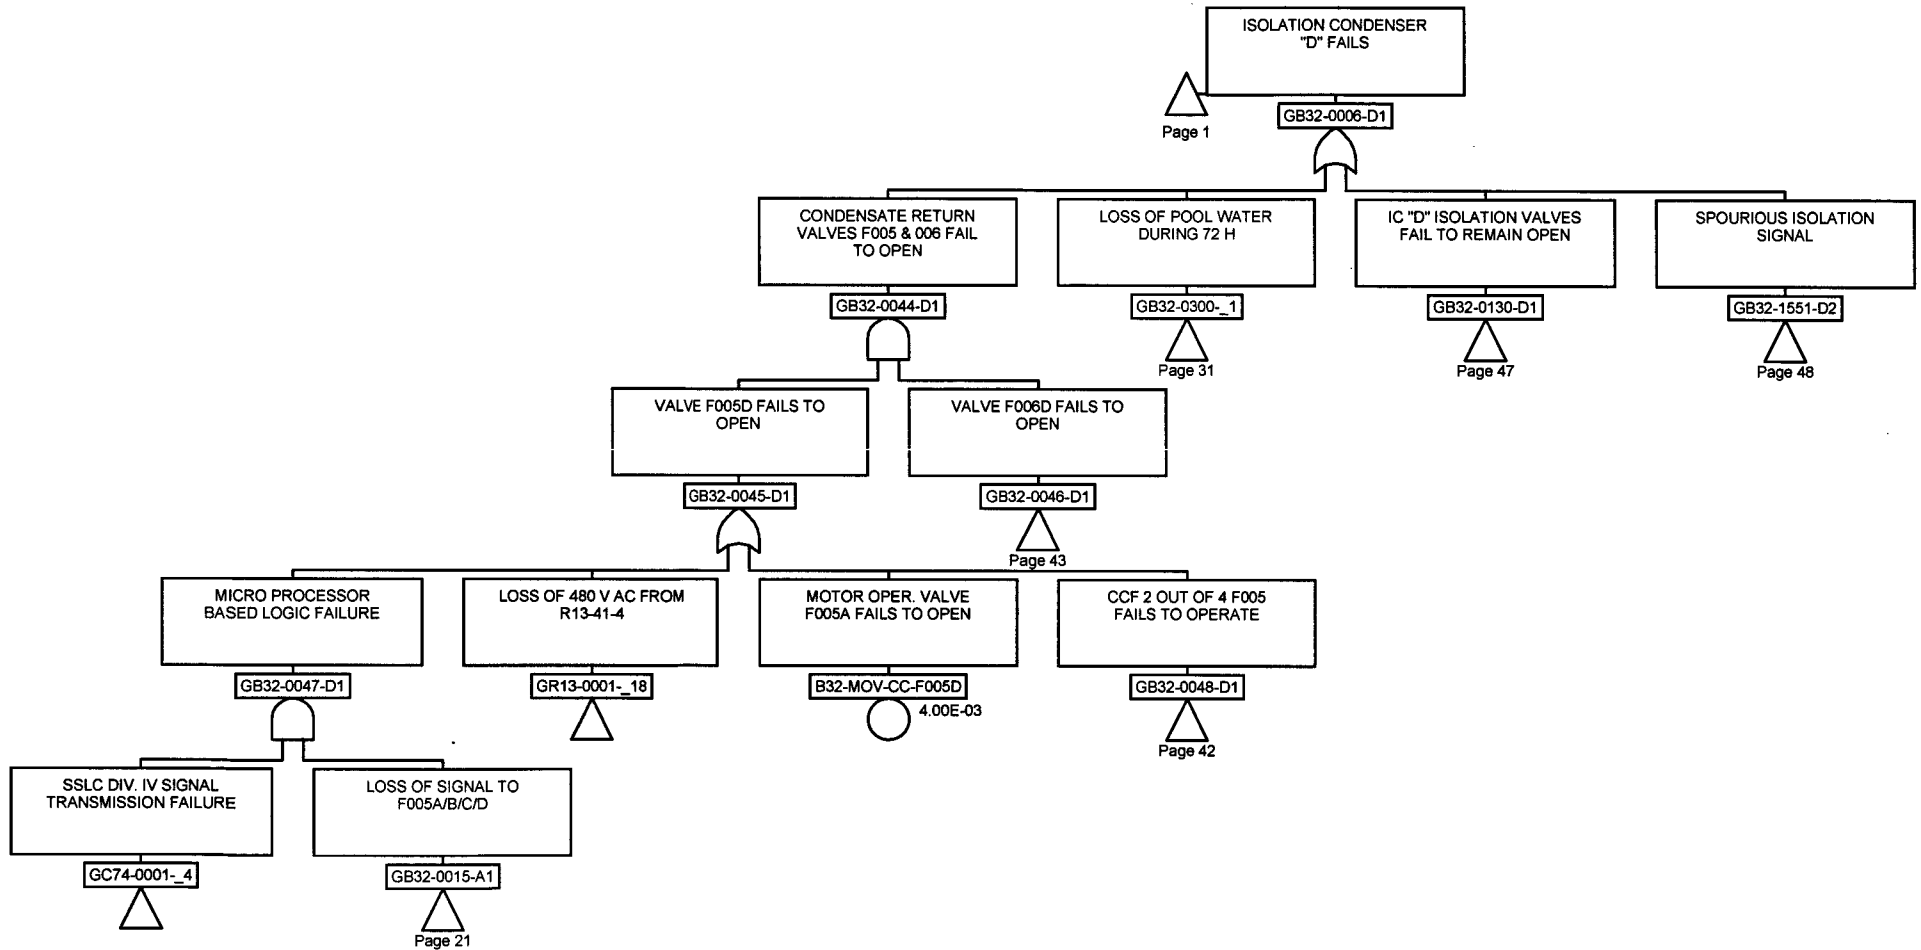 ISOLATION CONDENSER
"D" FAILS
Page 1
GB32-0006-D1
CONDENSATE RETURN
VALVES F005 & 006 FAIL
TO OPEN
GB32-0044-D1
LOSS OF POOL WATER
DURING 72 H
GB32-0300-_1
Page 31
IC "D" ISOLATION VALVES
FAIL TO REMAIN OPEN
GB32-0130-D1
Page 47
SPOURIOUS ISOLATION
SIGNAL
GB32-1551-D2
Page 48
VALVE F005D FAILS TO
OPEN
GB32-0045-D1
VALVE F006D FAILS TO
OPEN
GB32-0046-D1
Page 43
MICRO PROCESSOR
BASED LOGIC FAILURE
GB32-0047-D1
LOSS OF 480 V AC FROM
R13-41-4
GR13-0001-_18
MOTOR OPER. VALVE
F005A FAILS TO OPEN
B32-MOV-CC-F005D
4.00E-03
CCF 2 OUT OF 4 F005
FAILS TO OPERATE
GB32-0048-D1
Page 42
SSLC DIV. IV SIGNAL
TRANSMISSION FAILURE
GC74-0001-_4
LOSS OF SIGNAL TO
F005A/B/C/D
GB32-0015-A1
Page 21